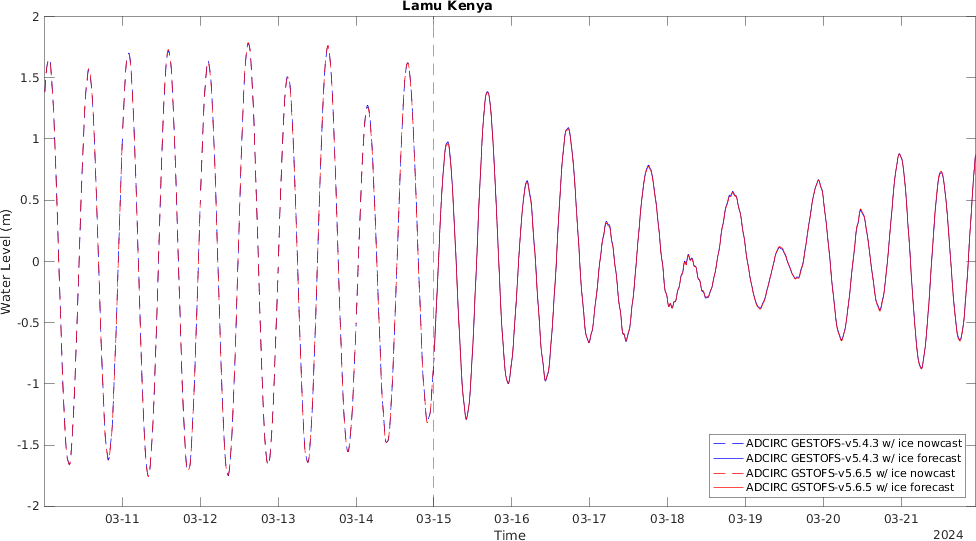 Lamu Kenya
2
1.5
1
0.5
0
-0.5
-1
-1.5
-2
Water Level (m)
ADCIRC GESTOFS-v5.4.3 w/ ice nowcast
ADCIRC GESTOFS-v5.4.3 w/ ice forecast
ADCIRC GSTOFS-v5.6.5 w/ ice nowcast
ADCIRC GSTOFS-v5.6.5 w/ ice forecast
03-11 03-12 03-13 03-14 03-15 03-16 03-17 03-18 03-19 03-20 03-21
Time
2024